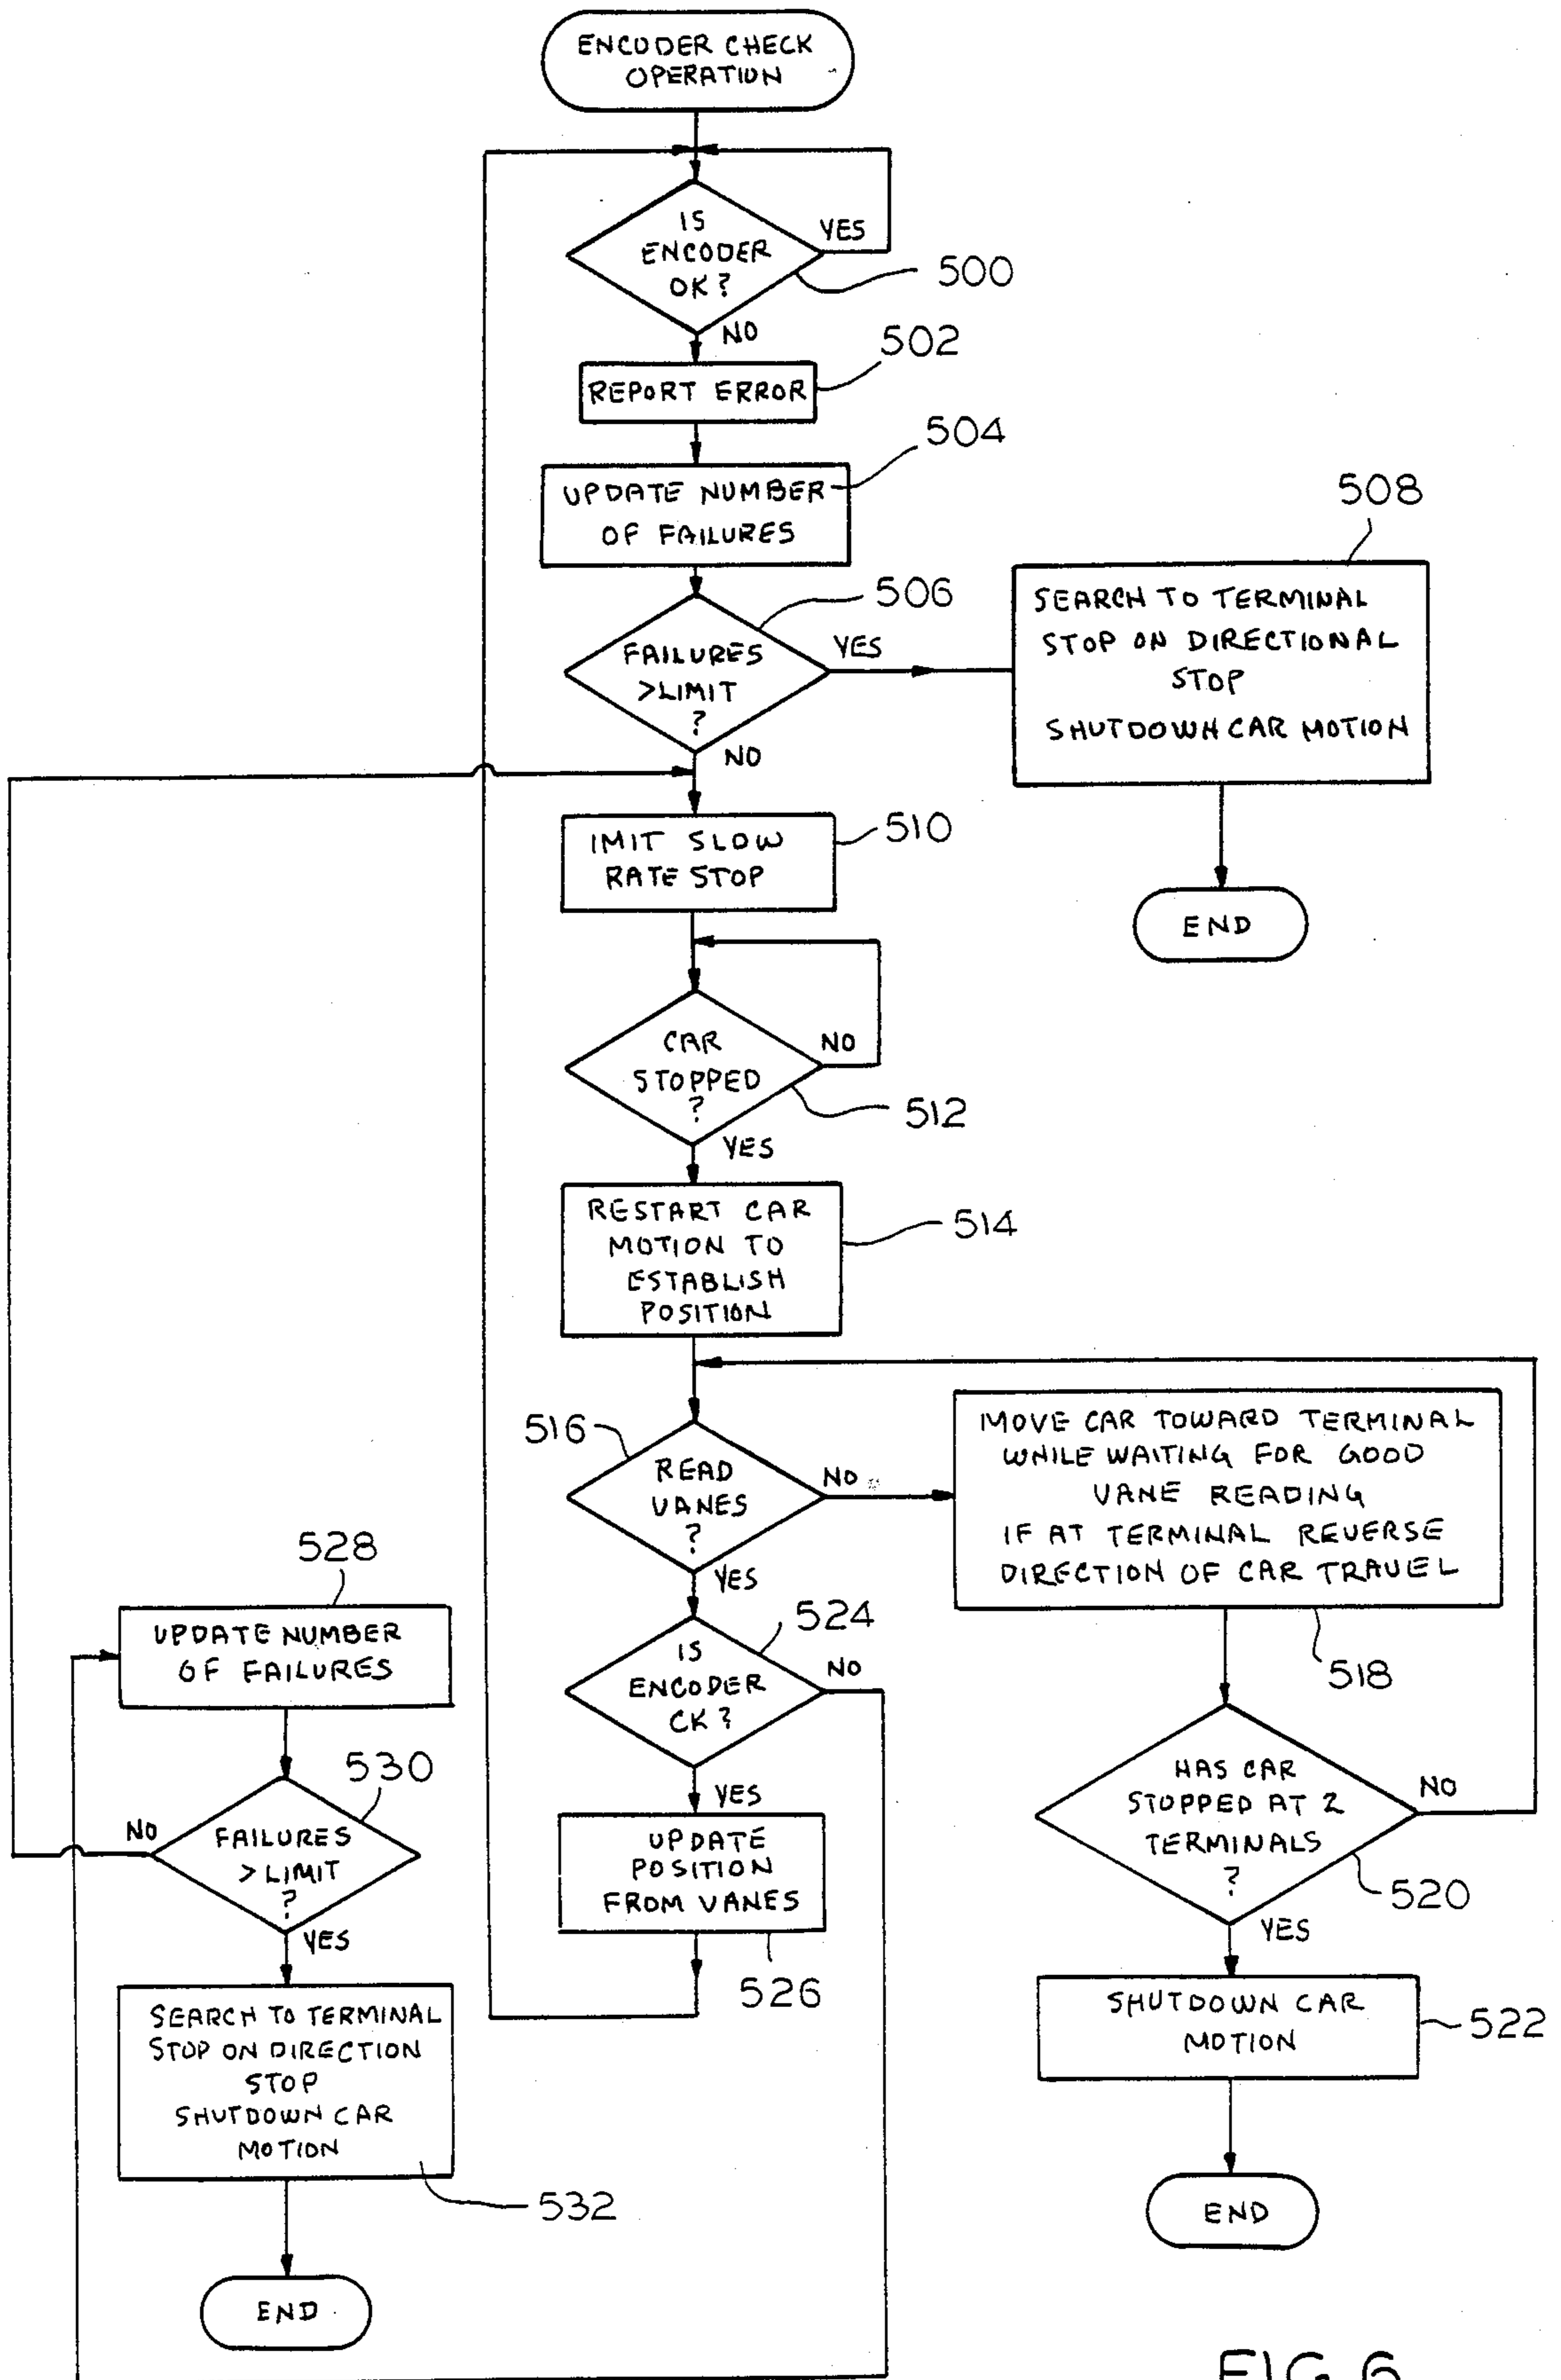 ENCODER CHECK
OPERATION
IS
ENCODER
OK?
YES
500
NO
502
REPORT ERROR
504
UPDATE NUMBER
OF FAILURES
506
FAILURES
>LIMIT
?
YES
508
SEARCH TO TERMINAL
STOP ON DIRECTIONAL
STOP
SHUTDOWN CAR MOTION
END
NO
IMIT SLOW
RATE STOP
510
CAR
STOPPED
?
NO
512
YES
RESTART CAR
MOTION TO
ESTABLISH
POSITION
514
516
READ
VANES
?
NO
MOVE CAR TOWARD TERMINAL
WHILE WAITING FOR GOOD
VANE READING
IF AT TERMINAL REVERSE
DIRECTION OF CAR TRAVEL
518
YES
524
IS
ENCODER
CK?
NO
YES
UPDATE
POSITION
FROM VANES
526
HAS CAR
STOPPED AT 2
TERMINALS
?
NO
520
YES
SHUTDOWN CAR
MOTION
522
END
528
UPDATE NUMBER
OF FAILURES
530
FAILURES
>LIMIT
?
NO
YES
SEARCH TO TERMINAL
STOP ON DIRECTION
STOP
SHUTDOWN CAR
MOTION
532
END
FIG. 6